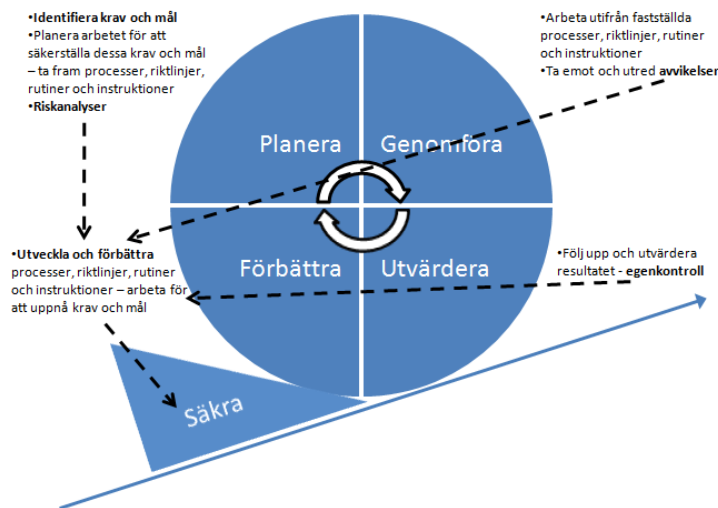 •Identifiera krav och mål
•Planera arbetet för att
säkerställa dessa krav och mål
– ta fram processer, riktlinjer,
rutiner och instruktioner
•Riskanalyser
•Arbeta utifrån fastställda
processer, riktlinjer, rutiner
och instruktioner
•Ta emot och utred avvikelser
Planera
Genomföra
Förbättra
Utvärdera
•Utveckla och förbättra
processer, riktlinjer, rutiner
och instruktioner – arbeta för
att uppnå krav och mål
•Följ upp och utvärdera
resultatet - egenkontroll
Säkra